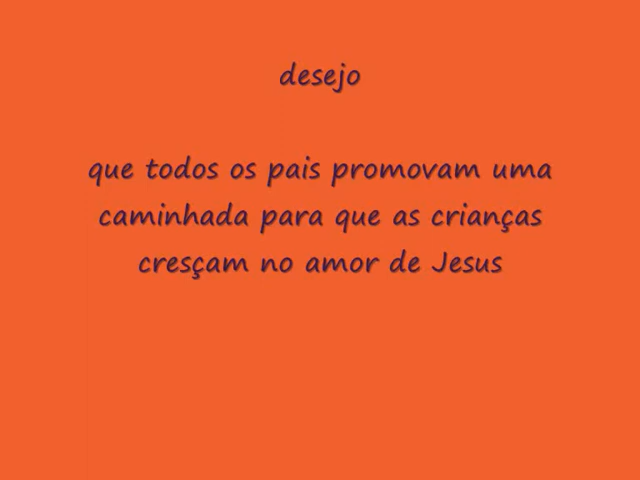 desejo
que todos os pais promovam uma
caminhada para que as crianças
cresçam no amor de Jesus